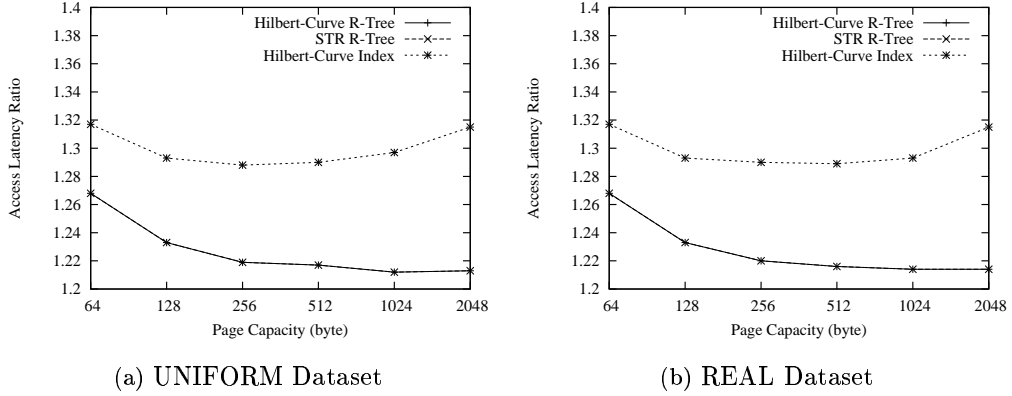 1.4
1.38
1.36
1.34
1.32
1.3
1.28
1.26
1.24
1.22
1.2
Access Latency Ratio
Hilbert-Curve R-Tree
STR R-Tree
Hilbert-Curve Index
64 128 256 512 1024 2048
Page Capacity (byte)
(a) UNIFORM Dataset
1.4
1.38
1.36
1.34
1.32
1.3
1.28
1.26
1.24
1.22
1.2
Access Latency Ratio
Hilbert-Curve R-Tree
STR R-Tree
Hilbert-Curve Index
64 128 256 512 1024 2048
Page Capacity (byte)
(b) REAL Dataset